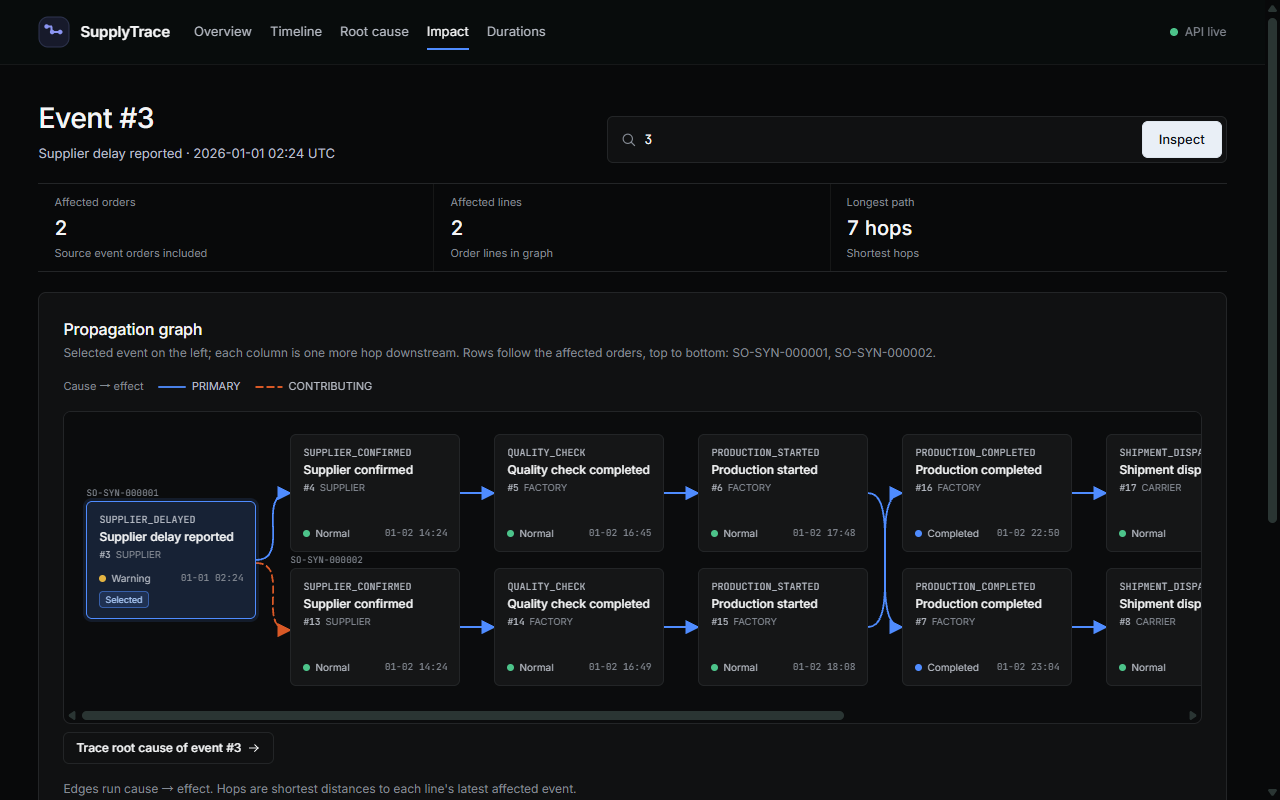 SupplyTrace Overview Timeline Root cause Impact Durations API live
Event #3
Supplier delay reported · 2026-01-01 02:24 UTC
3 Inspect
Affected orders Affected lines Longest path
2 2 7 hops
Source event orders included Order lines in graph Shortest hops
Propagation graph
Selected event on the left; each column is one more hop downstream. Rows follow the affected orders, top to bottom: SO-SYN-000001, SO-SYN-000002.
Cause → effect PRIMARY CONTRIBUTING
SO-SYN-000001
SUPPLIER_DELAYED
Supplier delay reported
#3 SUPPLIER
Warning 01-01 02:24
Selected
SUPPLIER_CONFIRMED
Supplier confirmed
#4 SUPPLIER
Normal 01-02 14:24
QUALITY_CHECK
Quality check completed
#5 FACTORY
Normal 01-02 16:45
PRODUCTION_STARTED
Production started
#6 FACTORY
Normal 01-02 17:48
PRODUCTION_COMPLETED
Production completed
#16 FACTORY
Completed 01-02 22:50
SHIPMENT_DISPA
Shipment disp
#17 CARRIER
Normal
SO-SYN-000002
SUPPLIER_CONFIRMED
Supplier confirmed
#13 SUPPLIER
Normal 01-02 14:24
QUALITY_CHECK
Quality check completed
#14 FACTORY
Normal 01-02 16:49
PRODUCTION_STARTED
Production started
#15 FACTORY
Normal 01-02 18:08
PRODUCTION_COMPLETED
Production completed
#7 FACTORY
Completed 01-02 23:04
SHIPMENT_DISPA
Shipment disp
#8 CARRIER
Normal
Trace root cause of event #3 →
Edges run cause → effect. Hops are shortest distances to each line's latest affected event.